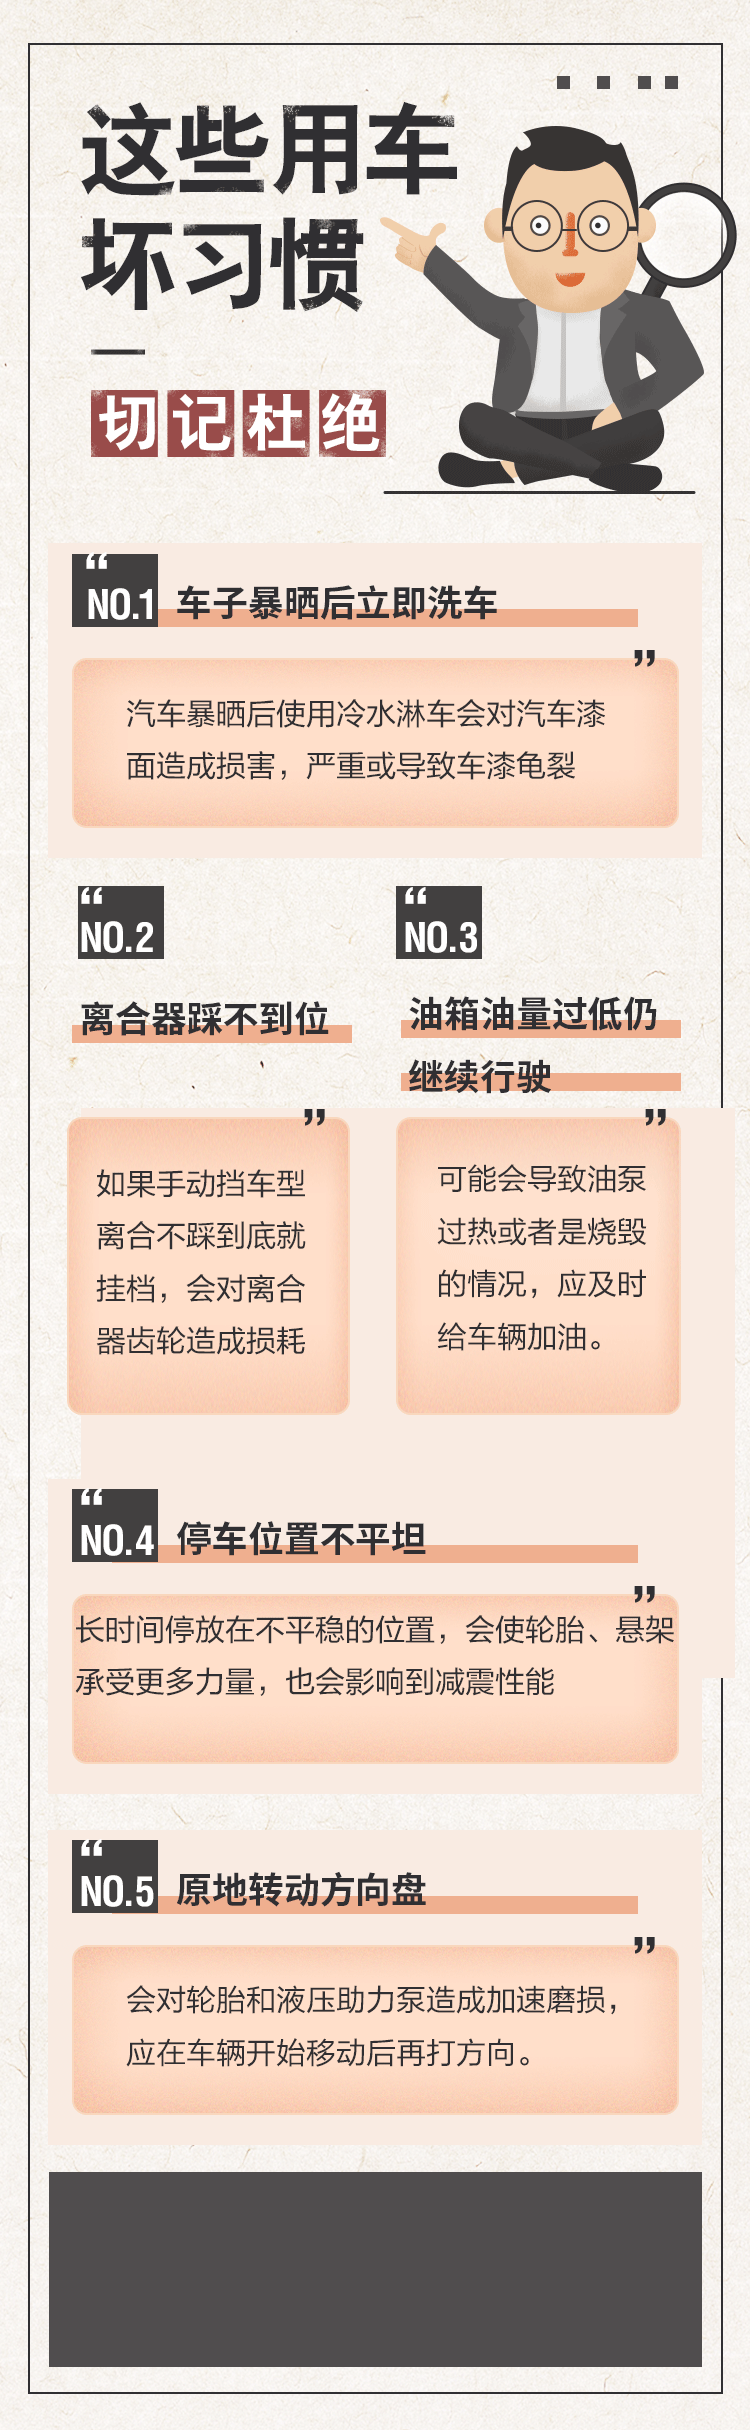 这些用车
坏习惯
切记杜绝
“
NO.1
车子暴晒后立即洗车
”
汽车暴晒后使用冷水淋车会对汽车漆
面造成损害，严重或导致车漆龟裂
“
NO.2
离合器踩不到位
”
如果手动挡车型
离合不踩到底就
挂档，会对离合
器齿轮造成损耗
“
NO.3
油箱油量过低仍
继续行驶
”
可能会导致油泵
过热或者是烧毁
的情况，应及时
给车辆加油。
“
NO.4
停车位置不平坦
”
长时间停放在不平稳的位置，会使轮胎、悬架
承受更多力量，也会影响到减震性能
“
NO.5
原地转动方向盘
”
会对轮胎和液压助力泵造成加速磨损，
应在车辆开始移动后再打方向。